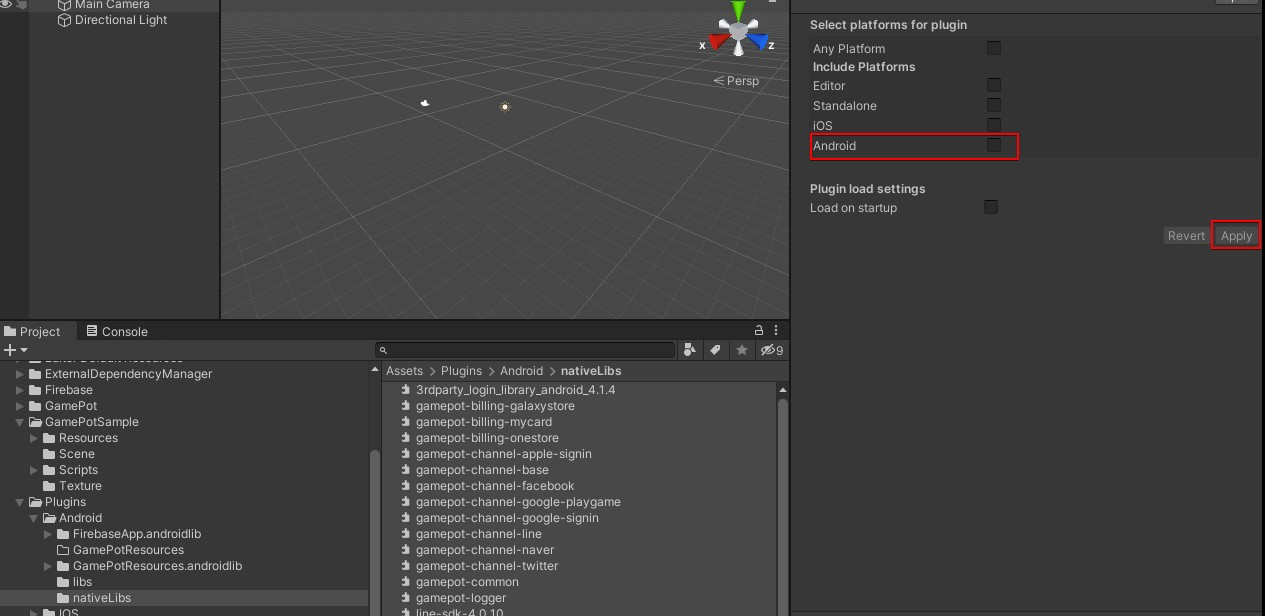 Main Camera
Directional Light
x
z
Persp
Select platforms for plugin
Any Platform
Include Platforms
Editor
Standalone
iOS
Android
Plugin load settings
Load on startup
Revert
Apply
Project
Console
9
ExternalDependencyManager
Firebase
GamePot
GamePotSample
Resources
Scene
Scripts
Texture
Plugins
Android
FirebaseApp.androidlib
GamePotResources
GamePotResources.androidlib
libs
nativeLibs
IOS
Assets > Plugins > Android > nativeLibs
3rdparty_login_library_android_4.1.4
gamepot-billing-galaxystore
gamepot-billing-mycard
gamepot-billing-onestore
gamepot-channel-apple-signin
gamepot-channel-base
gamepot-channel-facebook
gamepot-channel-google-playgame
gamepot-channel-google-signin
gamepot-channel-line
gamepot-channel-naver
gamepot-channel-twitter
gamepot-common
gamepot-logger
line-sdk-4.0.10